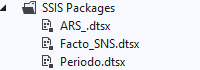 SSIS Packages
ARS_.dtsx
Facto_SNS.dtsx
Periodo.dtsx